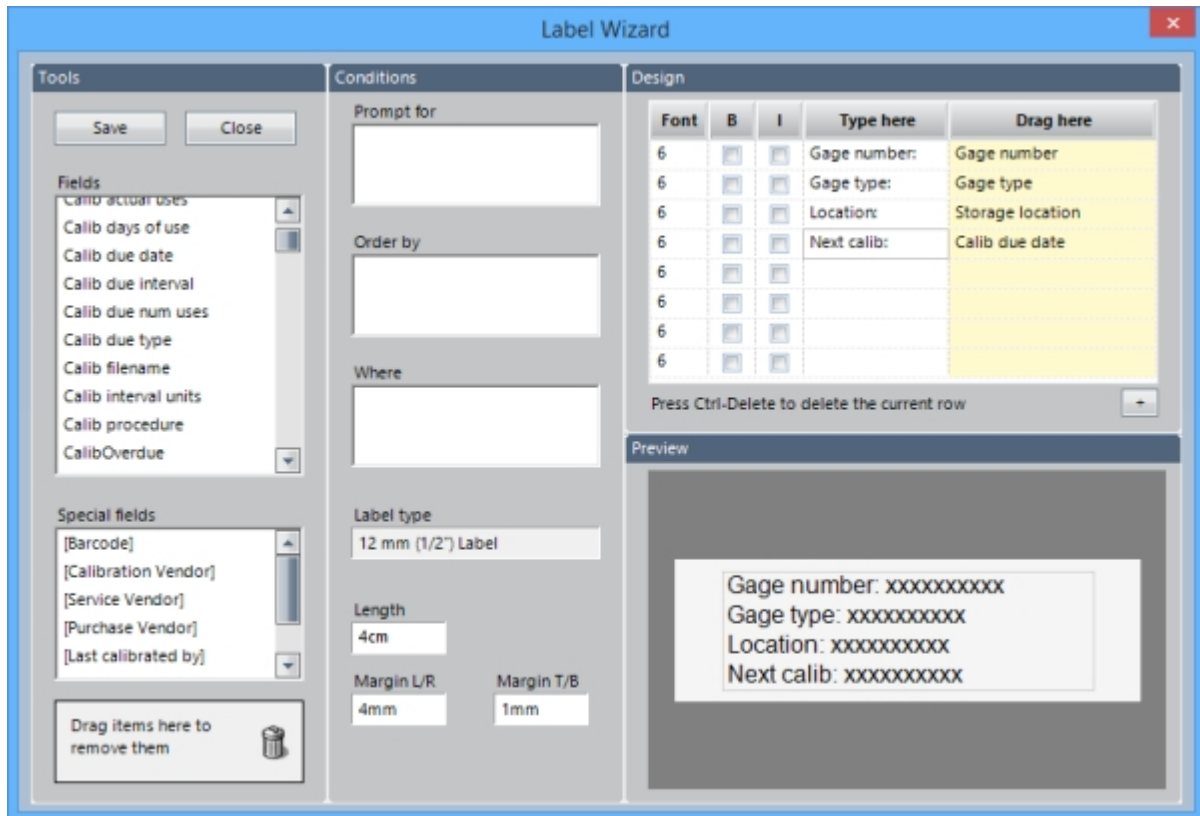 Label Wizard
Tools
Save
Close
Fields
Calib actual uses
Calib days of use
Calib due date
Calib due interval
Calib due num uses
Calib due type
Calib filename
Calib interval units
Calib procedure
CalibOverdue
Special fields
[Barcode]
[Calibration Vendor]
[Service Vendor]
[Purchase Vendor]
[Last calibrated by]
Drag items here to
remove them
Conditions
Prompt for
Order by
Where
Label type
12 mm (1/2") Label
Length
4cm
Margin L/R Margin T/B
4mm 1mm
Design
Font B I Type here Drag here
6 Gage number: Gage number
6 Gage type: Gage type
6 Location: Storage location
6 Next calib: Calib due date
6
6
6
6
Press Ctrl-Delete to delete the current row +
Preview
Gage number: xxxxxxxxxx
Gage type: xxxxxxxxxx
Location: xxxxxxxxxx
Next calib: xxxxxxxxxx